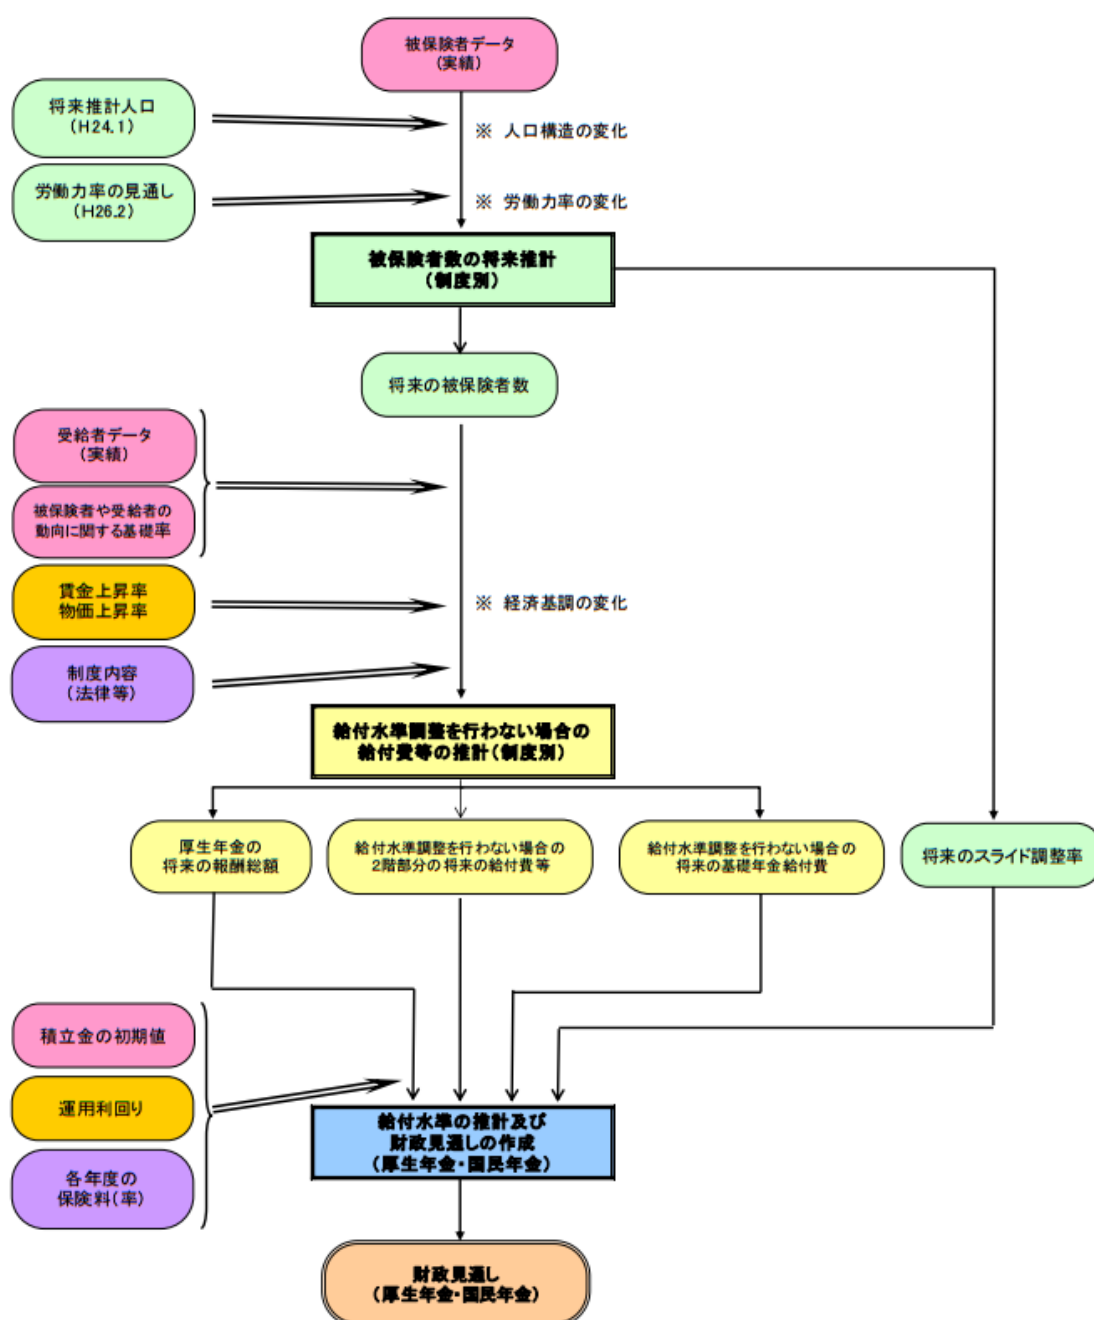 被保険者データ
(実績)
将来推計人口
(H24.1)
※ 人口構造の変化
労働力率の見通し
(H26.2)
※ 労働力率の変化
被保険者数の将来推計
(制度別)
将来の被保険者数
受給者データ
(実績)
被保険者や受給者の
動向に関する基礎率
賃金上昇率
物価上昇率
※ 経済基調の変化
制度内容
(法律等)
給付水準調整を行わない場合の
給付費等の推計(制度別)
厚生年金の
将来の報酬総額
給付水準調整を行わない場合の
2階部分の将来の給付費等
給付水準調整を行わない場合の
将来の基礎年金給付費
将来のスライド調整率
積立金の初期値
運用利回り
各年度の
保険料(率)
給付水準の推計及び
財政見通しの作成
(厚生年金・国民年金)
財政見通し
(厚生年金・国民年金)